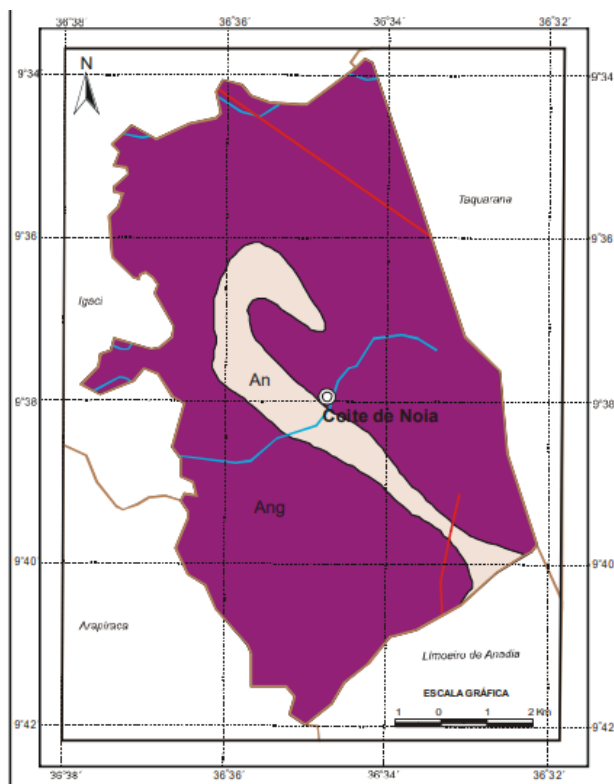 36°38' 36°36' 36°34' 36°32'
N
9°34' 9°34'
Taquarana
9°36' 9°36'
Igaci
An
9°38' 9°38'
Coite de Noia
Ang
9°40' 9°40'
Arapiraca
Limoeiro de Anadia
ESCALA GRÁFICA
1 0 1 2 Km
9°42' 9°42'
36°38' 36°36' 36°34' 36°32'